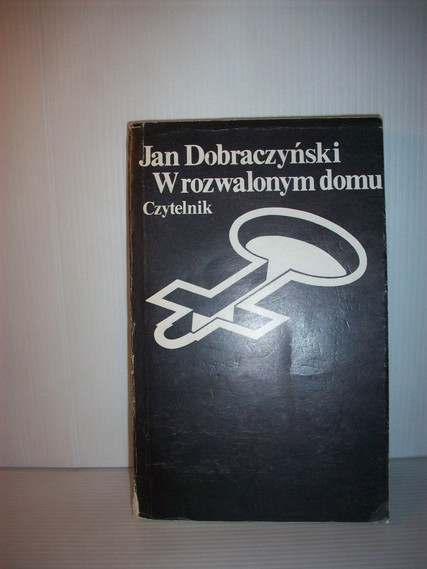 Jan Dobraczyński
W rozwalonym domu
Czytelnik